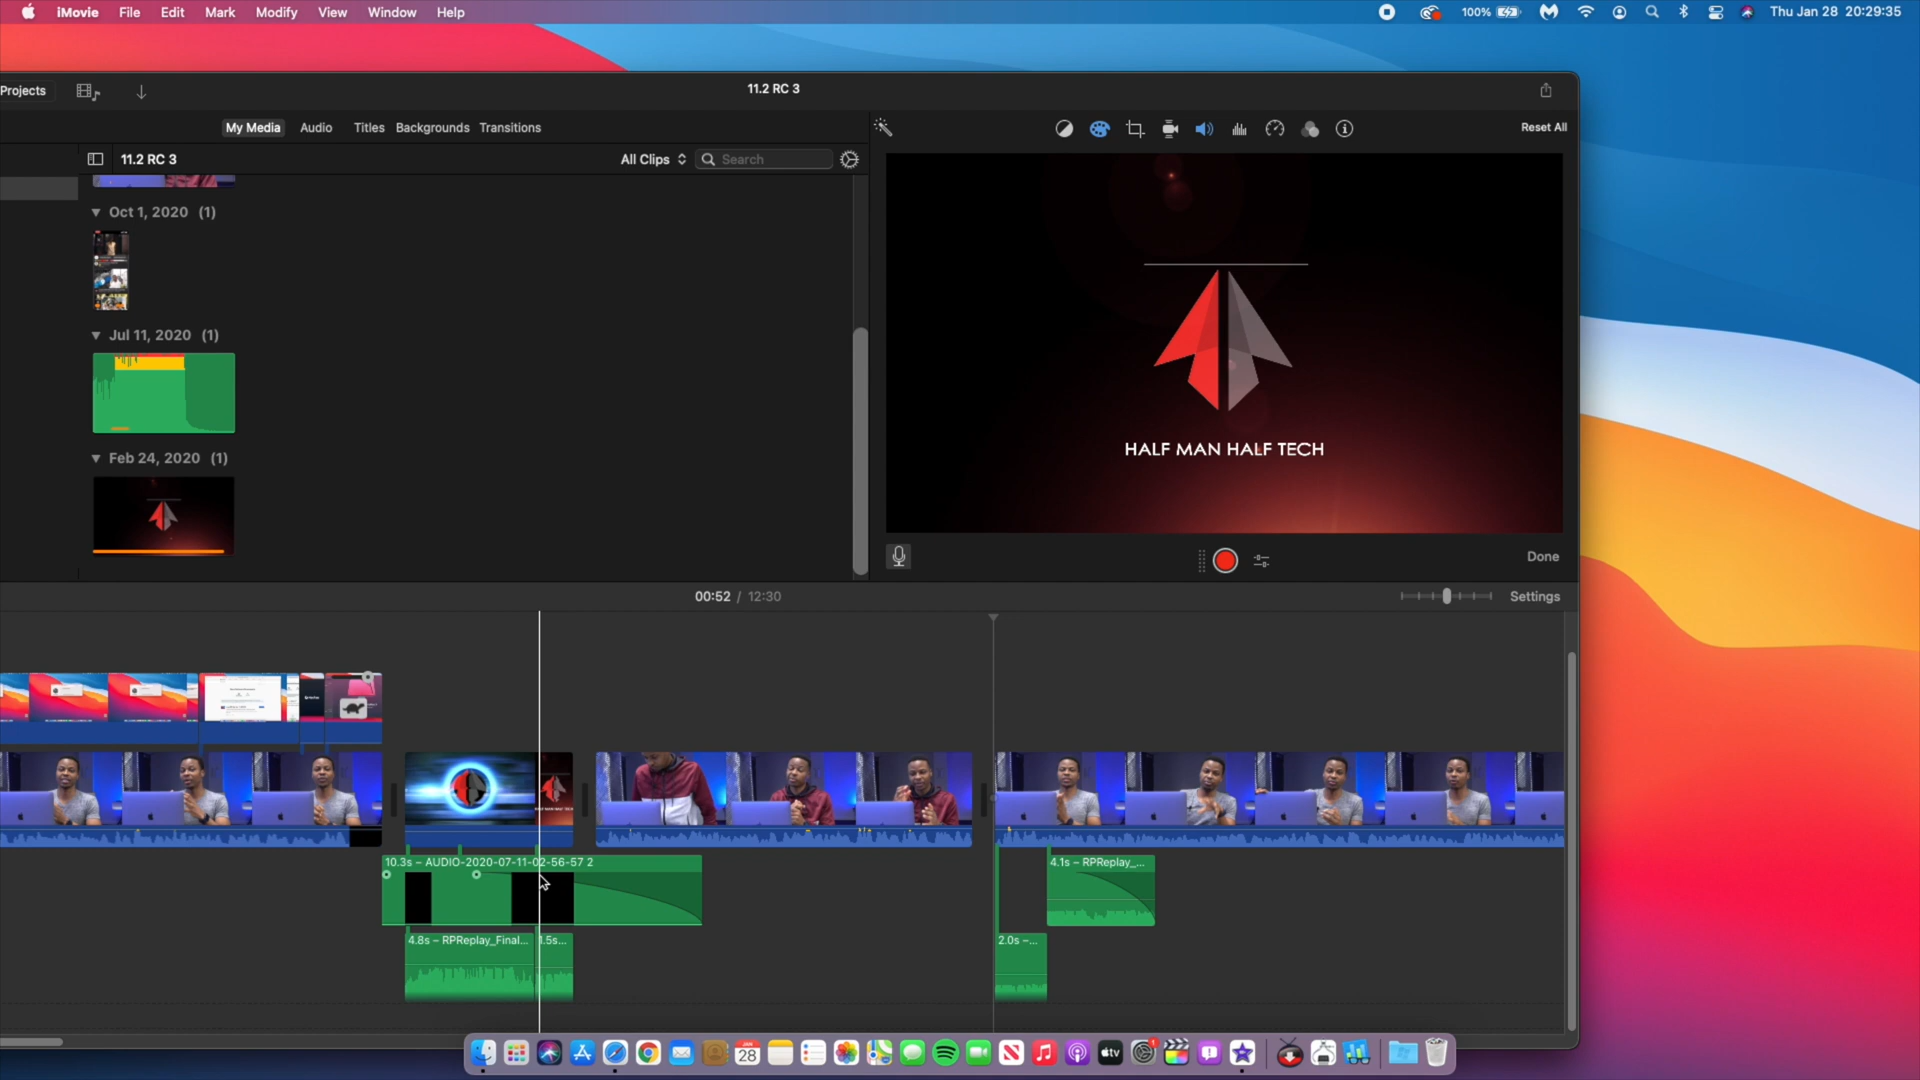 iMovie File Edit Mark Modify View Window Help
100% Thu Jan 28 20:29:35
Projects
11.2 RC 3
My Media Audio Titles Backgrounds Transitions
Reset All
11.2 RC 3
All Clips
Search
Oct 1, 2020 (1)
Jul 11, 2020 (1)
Feb 24, 2020 (1)
HALF MAN HALF TECH
Done
00:52 / 12:30
Settings
10.3s – AUDIO-2020-07-11-02-56-57 2
4.1s – RPReplay_...
4.8s – RPReplay_Final...
1.5s...
2.0s –...
28
tv
1